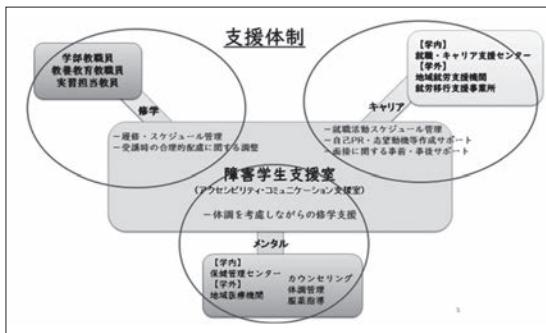 支援体制
学部教職員
教養教育教職員
実習担当教員
修学
－履修・スケジュール管理
－受講時の合理的配慮に関する調整
【学内】
就職・キャリア支援センター
【学外】
地域就労支援機関
就労移行支援事業所
キャリア
－就職活動スケジュール管理
－自己PR・志望動機等作成サポート
－面接に関する事前・事後サポート
障害学生支援室
(アクセシビリティ・コミュニケーション支援室)
－体調を考慮しながらの修学支援
メンタル
【学内】
保健管理センター
【学外】
地域医療機関
カウンセリング
体調管理
服薬指導